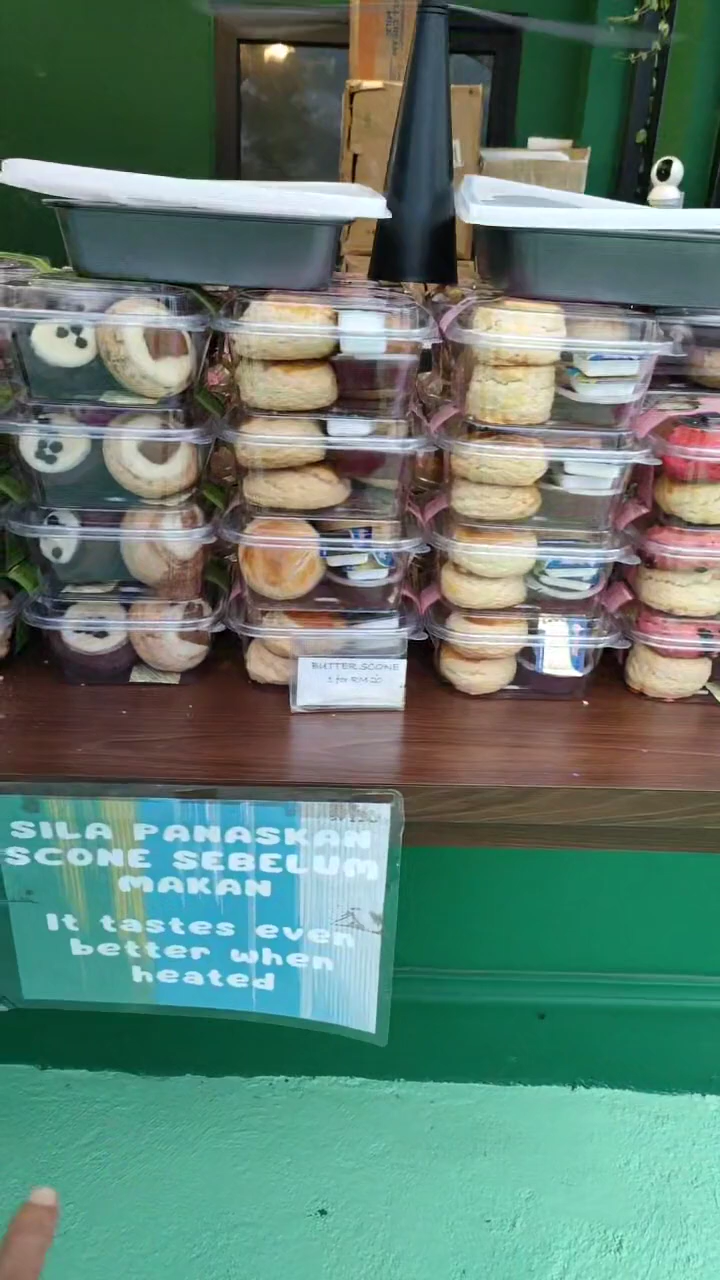 BUTTER SCONE
SILA PANASKAN
SCONE SEBELUM
MAKAN
It tastes even
better when
heated